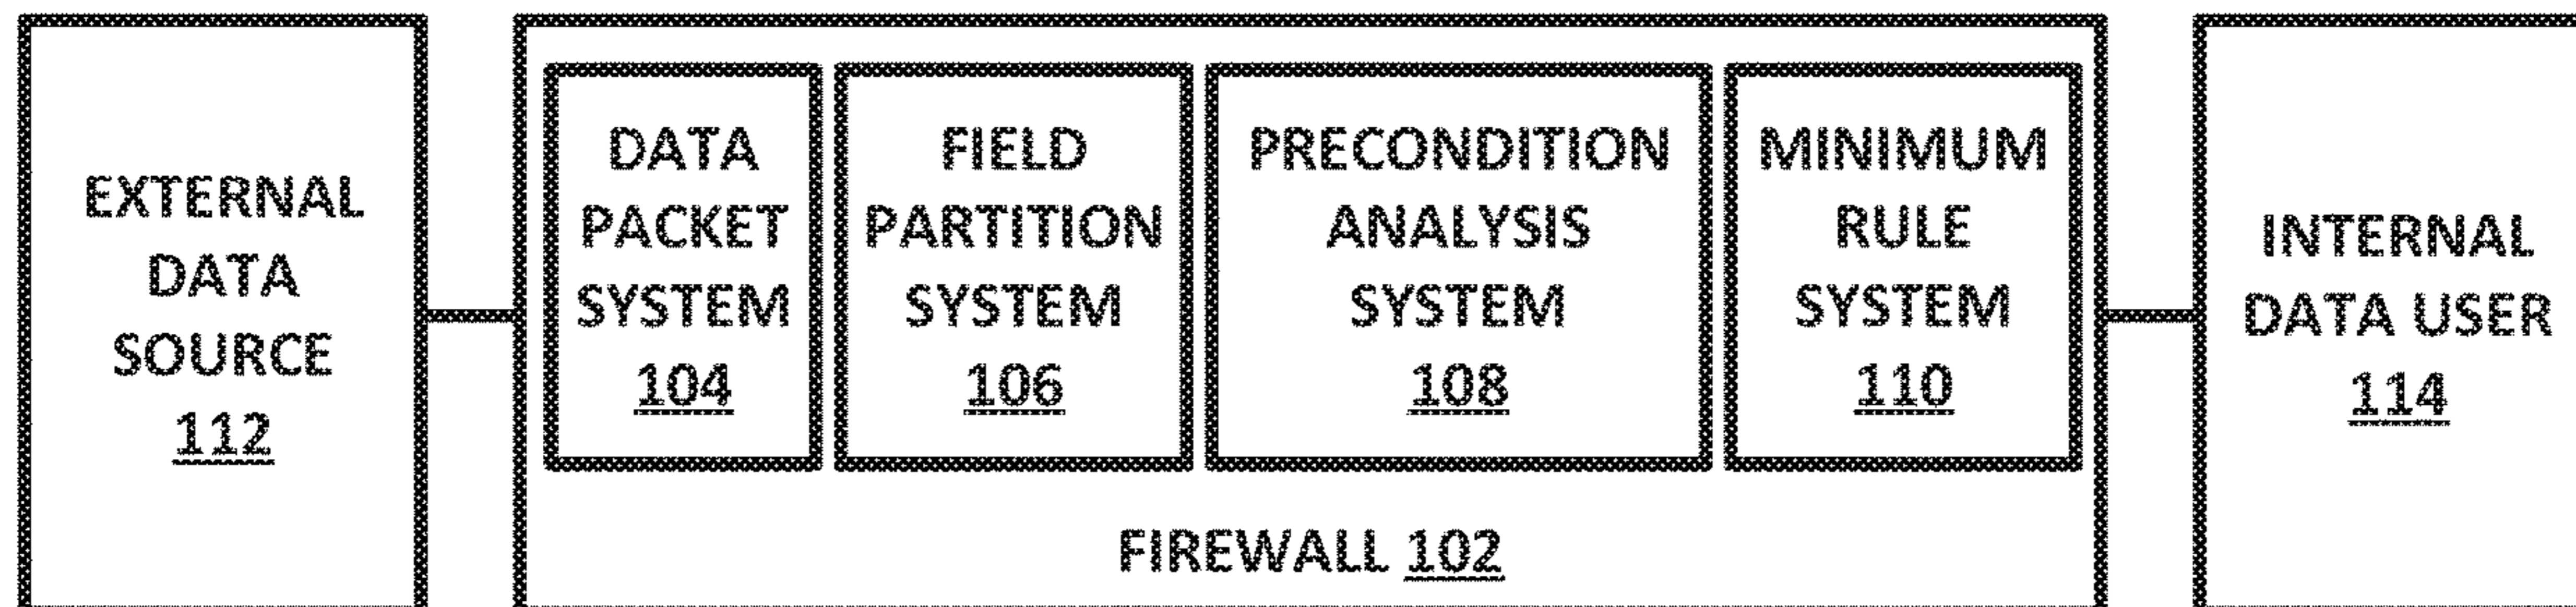 EXTERNAL
DATA
SOURCE
112
DATA
PACKET
SYSTEM
104
FIELD
PARTITION
SYSTEM
106
PRECONDITION
ANALYSIS
SYSTEM
108
MINIMUM
RULE
SYSTEM
110
FIREWALL 102
INTERNAL
DATA USER
114